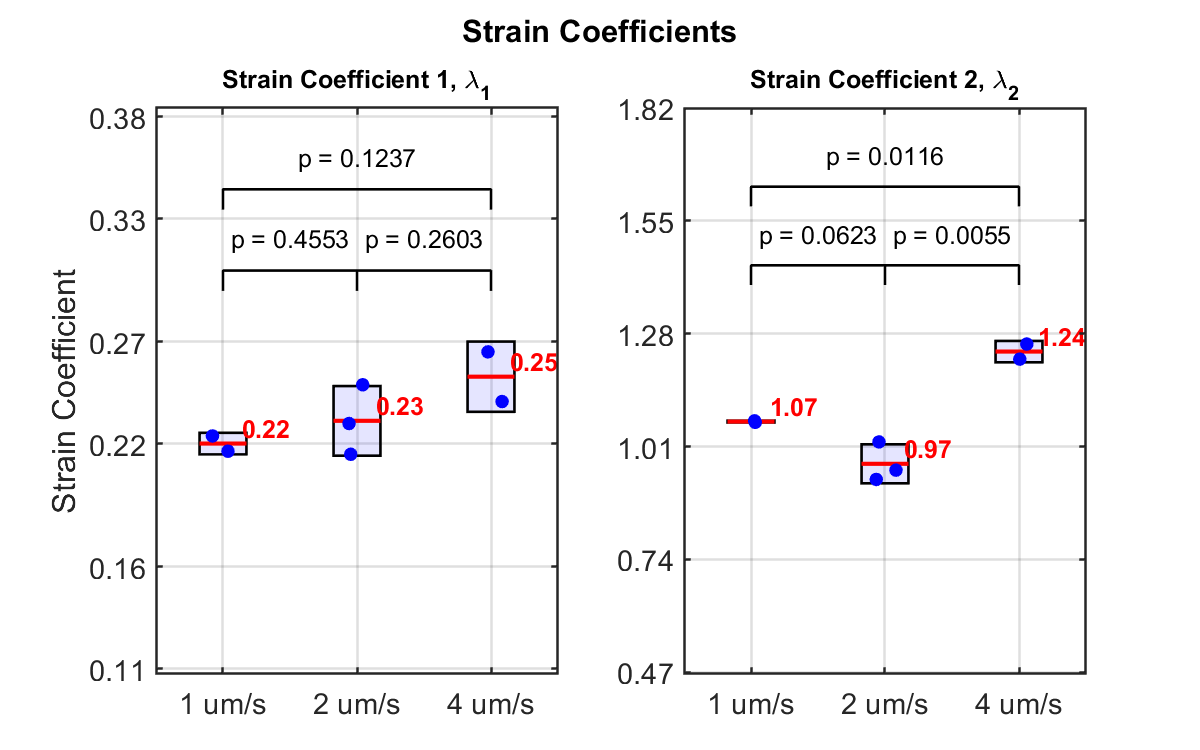 Strain Coefficients
Strain Coefficient 1, λ1
0.38
0.33
0.27
0.22
0.16
0.11
Strain Coefficient
p = 0.1237
p = 0.4553
p = 0.2603
0.22
0.23
0.25
1 um/s
2 um/s
4 um/s
Strain Coefficient 2, λ2
1.82
1.55
1.28
1.01
0.74
0.47
p = 0.0116
p = 0.0623
p = 0.0055
1.07
0.97
1.24
1 um/s
2 um/s
4 um/s